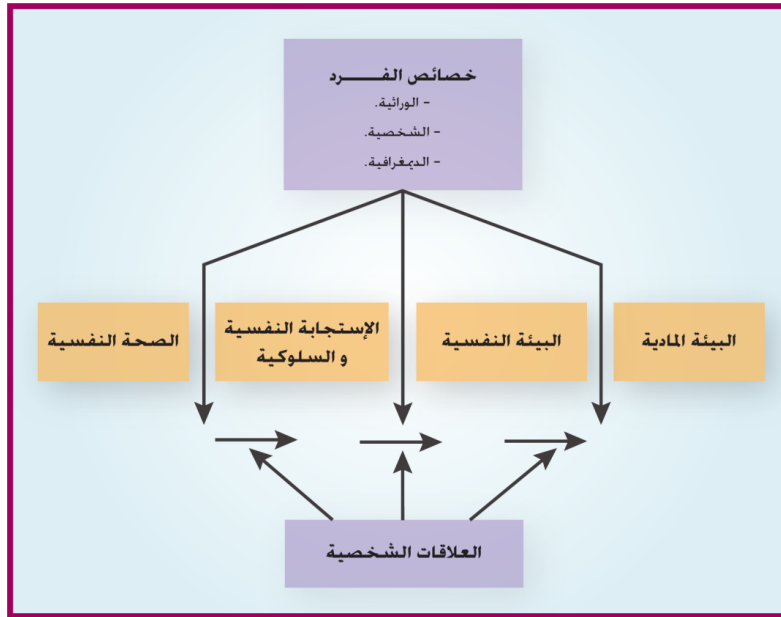 خصائص الفـــــرد
- الوراثية.
- الشخصية.
- الديمغرافية.
البيئة المادية
البيئة النفسية
الإستجابة النفسية
و السلوكية
الصحة النفسية
العلاقات الشخصية